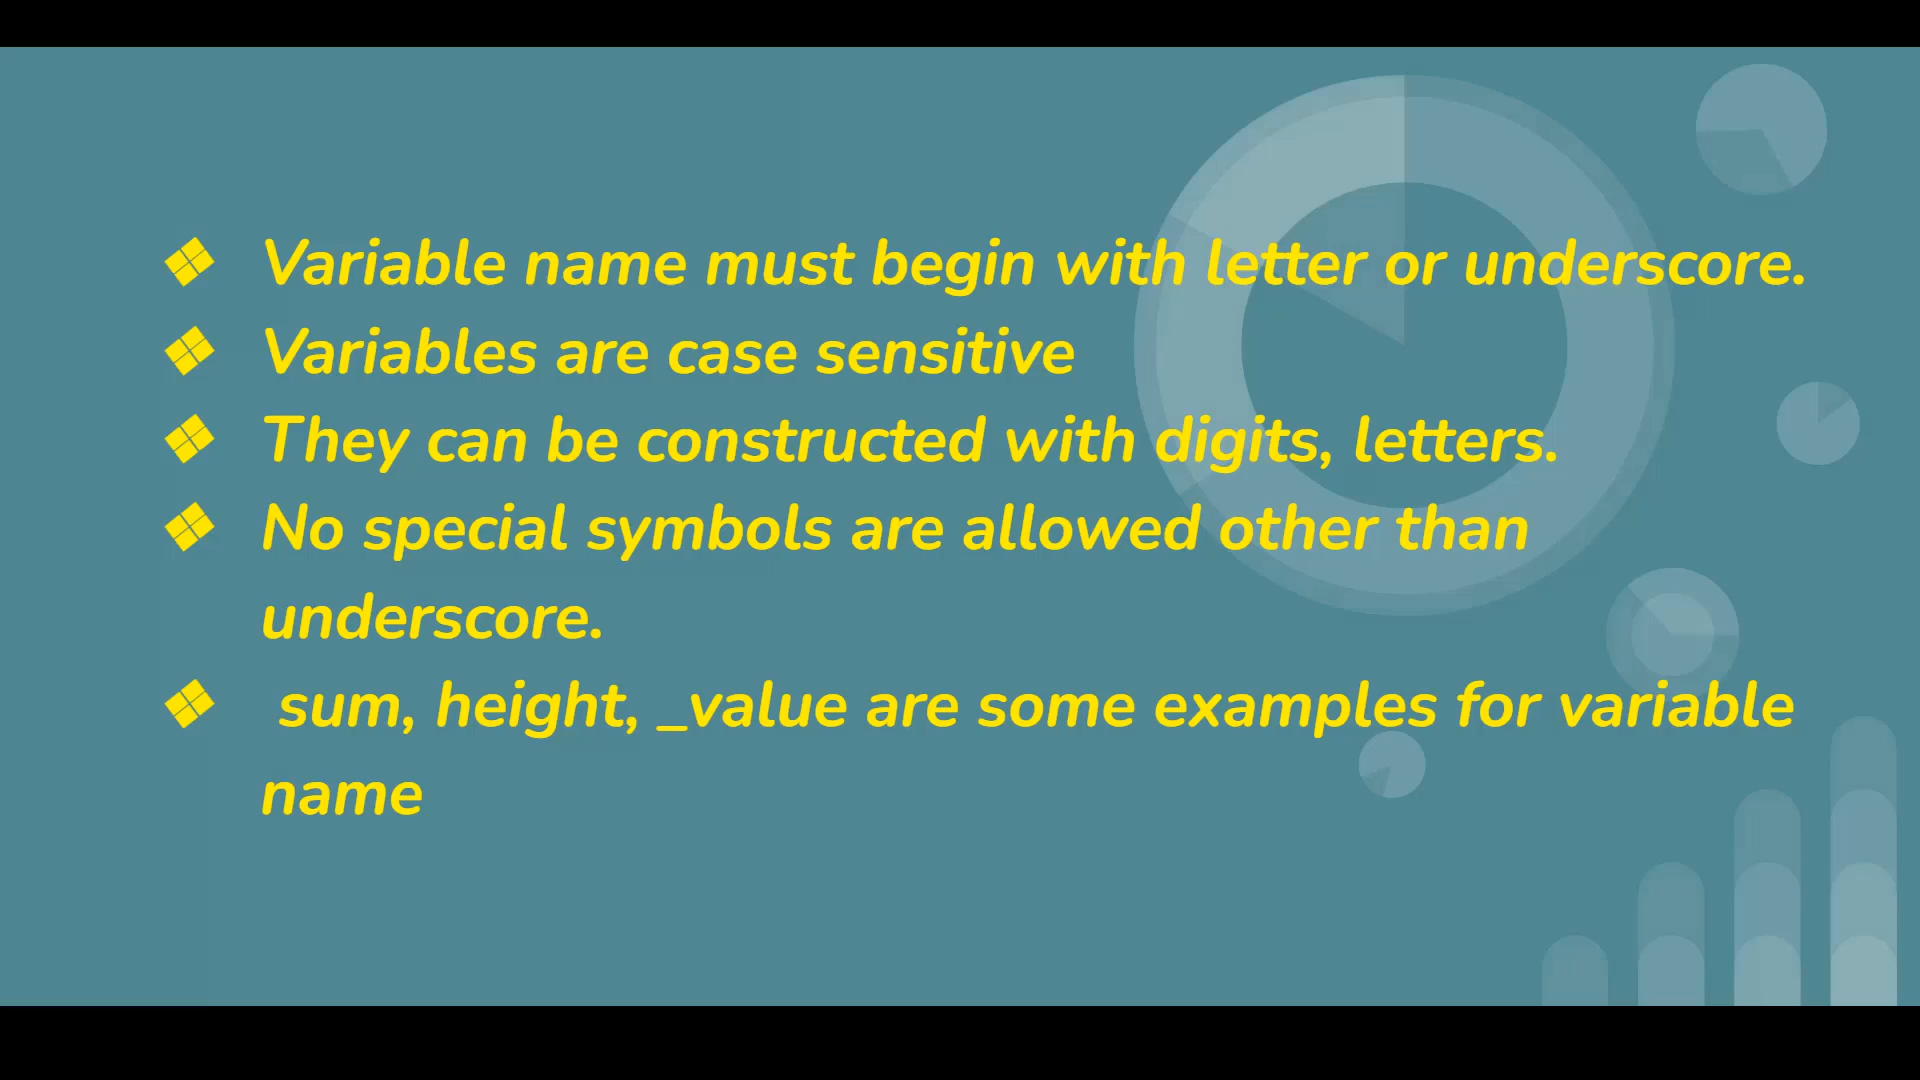 ❖ Variable name must begin with letter or underscore.
❖ Variables are case sensitive
❖ They can be constructed with digits, letters.
❖ No special symbols are allowed other than
underscore.
❖ sum, height, _value are some examples for variable
name